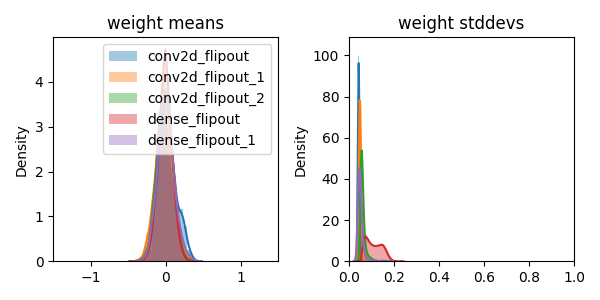 weight means
Density
4
3
2
1
0
−1
0
1
conv2d_flipout
conv2d_flipout_1
conv2d_flipout_2
dense_flipout
dense_flipout_1
weight stddevs
Density
100
80
60
40
20
0
0.0
0.2
0.4
0.6
0.8
1.0